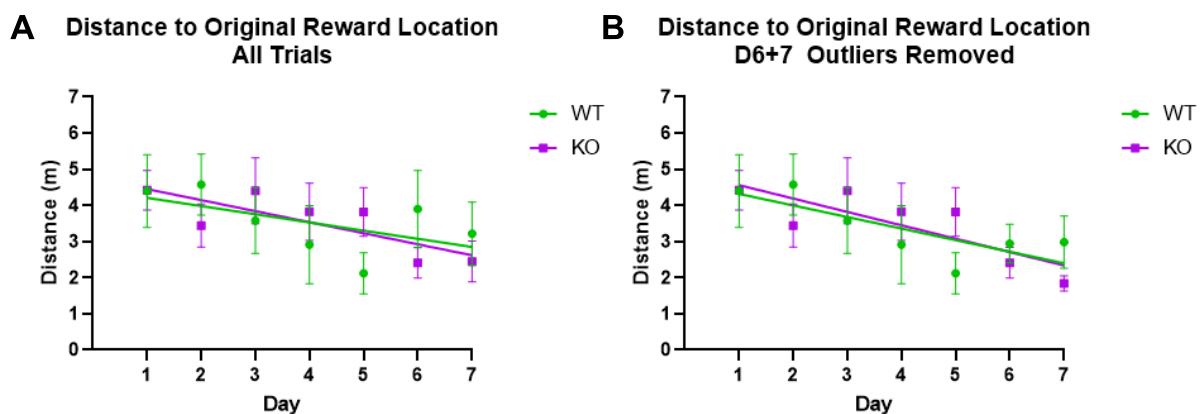 A
Distance to Original Reward Location
All Trials
7
6
5
4
3
2
1
0
Distance (m)
1 2 3 4 5 6 7
Day
WT
KO
B
Distance to Original Reward Location
D6+7 Outliers Removed
7
6
5
4
3
2
1
0
Distance (m)
1 2 3 4 5 6 7
Day
WT
KO